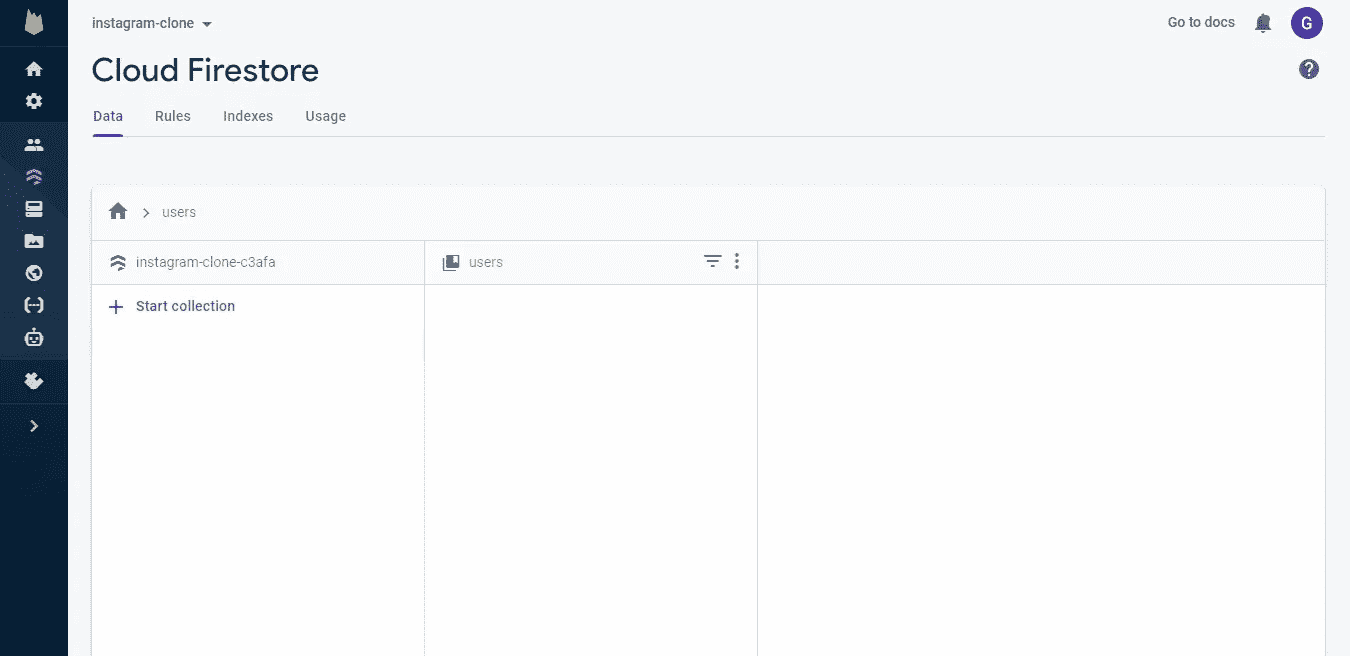 instagram-clone
Go to docs
G
Cloud Firestore
?
Data Rules Indexes Usage
users
instagram-clone-c3afa
users
+ Start collection